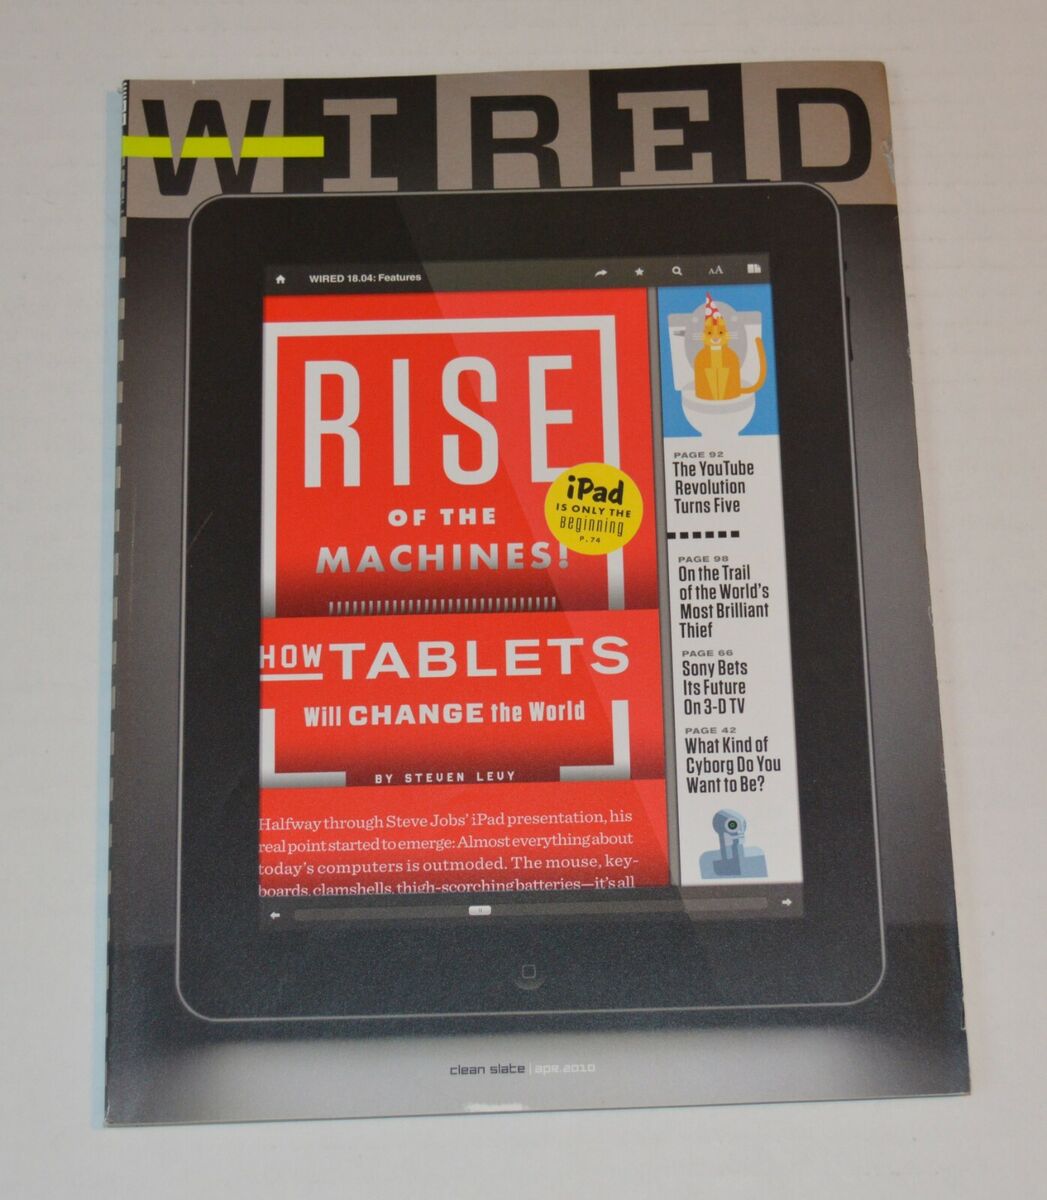 WIRED
WIRED 18.04: Features
AA
RISE
OF THE
MACHINES!
iPad
IS ONLY THE
Beginning
P. 74
HOW TABLETS
Will CHANGE the World
BY STEVEN LEVY
Halfway through Steve Jobs' iPad presentation, his
real point started to emerge: Almost everything about
today's computers is outmoded. The mouse, key-
boards, clamshells, thigh-scorching batteries—it's all
PAGE 92
The YouTube
Revolution
Turns Five
PAGE 98
On the Trail
of the World's
Most Brilliant
Thief
PAGE 66
Sony Bets
Its Future
On 3-D TV
PAGE 42
What Kind of
Cyborg Do You
Want to Be?
clean slate | apr.2010